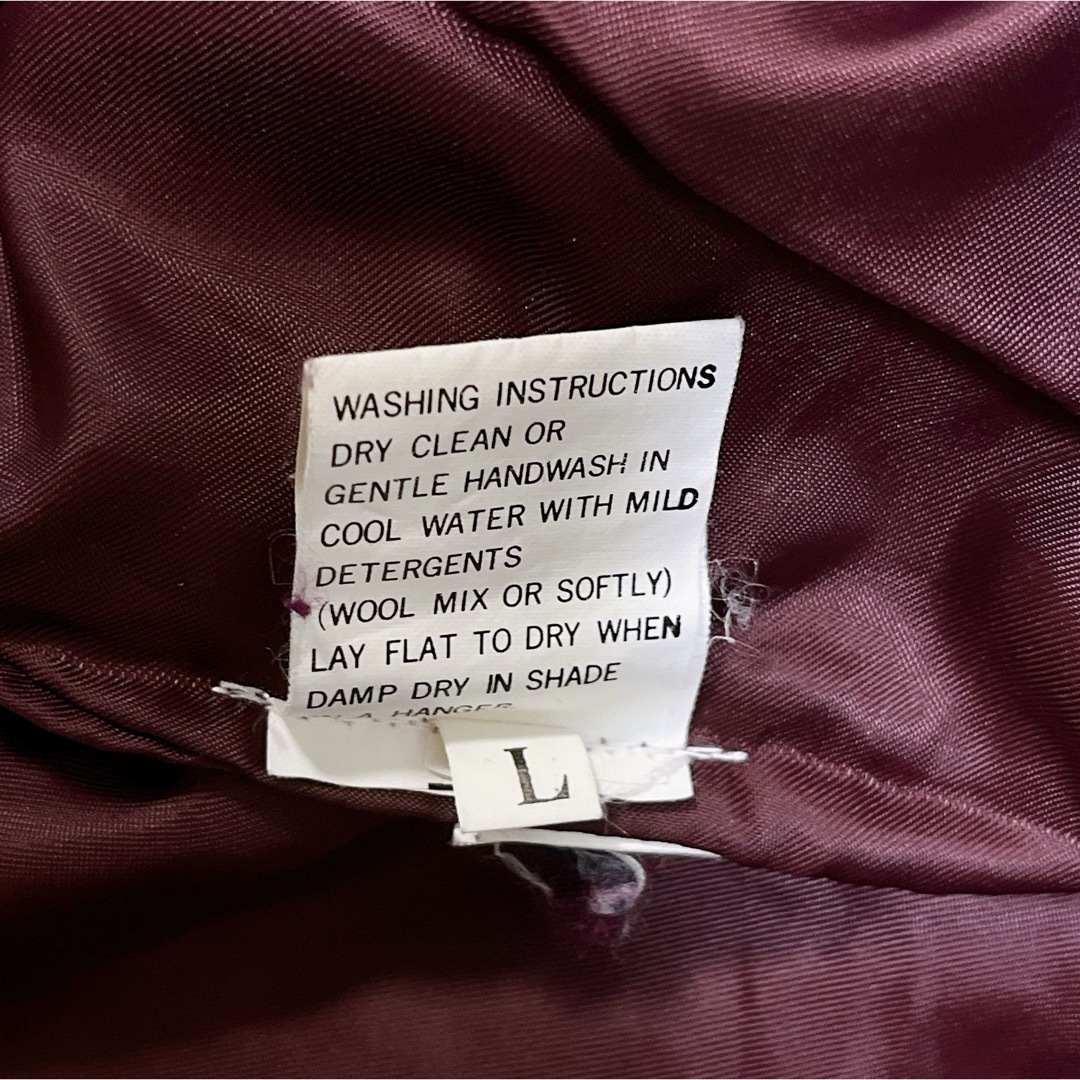 WASHING INSTRUCTIONS
DRY CLEAN OR
GENTLE HANDWASH IN
COOL WATER WITH MILD
DETERGENTS
(WOOL MIX OR SOFTLY)
LAY FLAT TO DRY WHEN
DAMP DRY IN SHADE
A HANGER
L